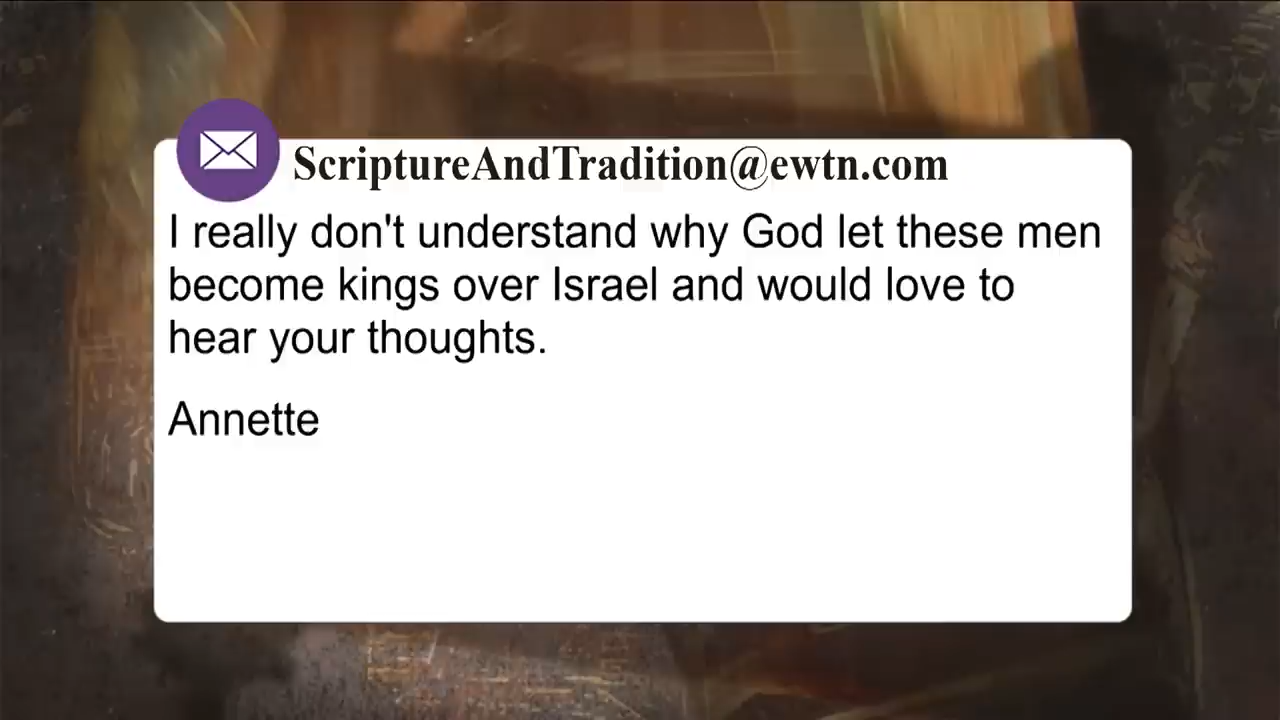 ScriptureAndTradition@ewtn.com
I really don't understand why God let these men
become kings over Israel and would love to
hear your thoughts.
Annette